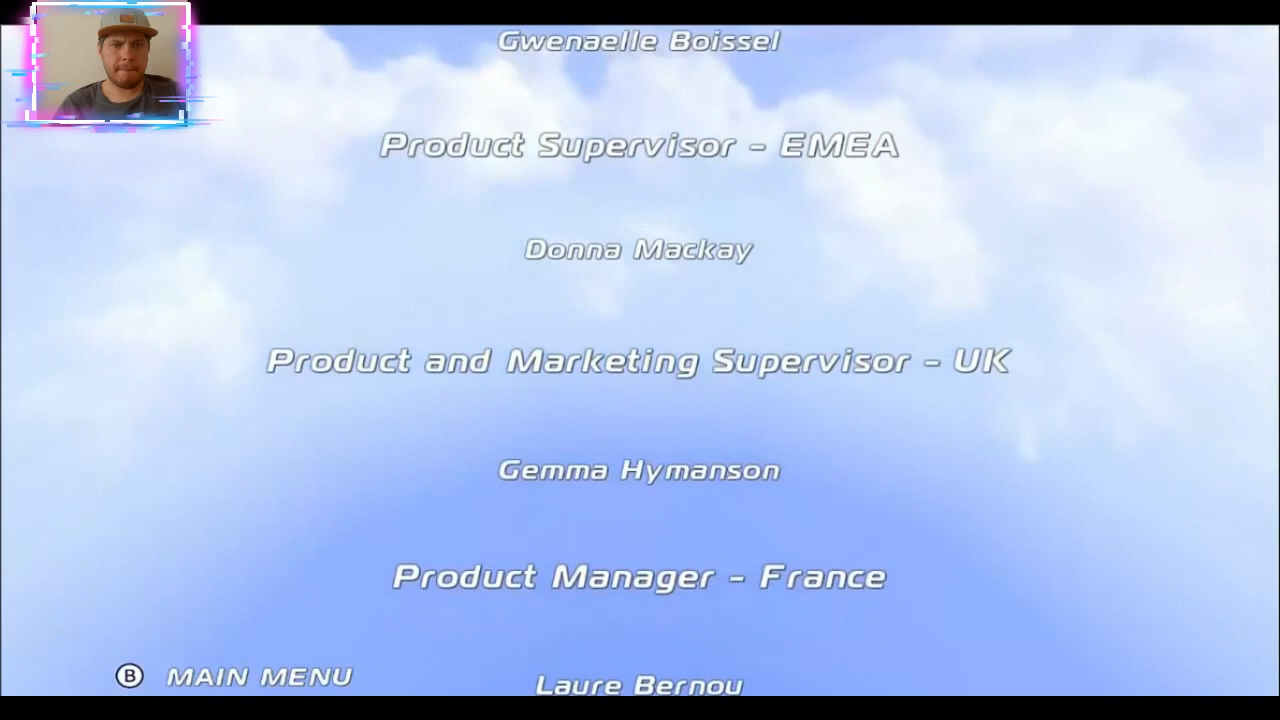 Gwenaelle Boissel
Product Supervisor - EMEA
Donna Mackay
Product and Marketing Supervisor - UK
Gemma Hymanson
Product Manager - France
Laure Bernou
B MAIN MENU